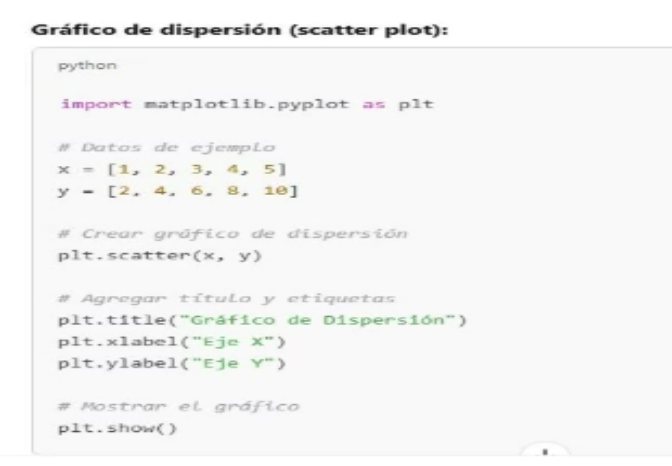 Gráfico de dispersión (scatter plot):
python
import matplotlib.pyplot as plt
# Datos de ejemplo
x = [1, 2, 3, 4, 5]
y = [2, 4, 6, 8, 10]
# Crear gráfico de dispersión
plt.scatter(x, y)
# Agregar título y etiquetas
plt.title("Gráfico de Dispersión")
plt.xlabel("Eje X")
plt.ylabel("Eje Y")
# Mostrar el gráfico
plt.show()